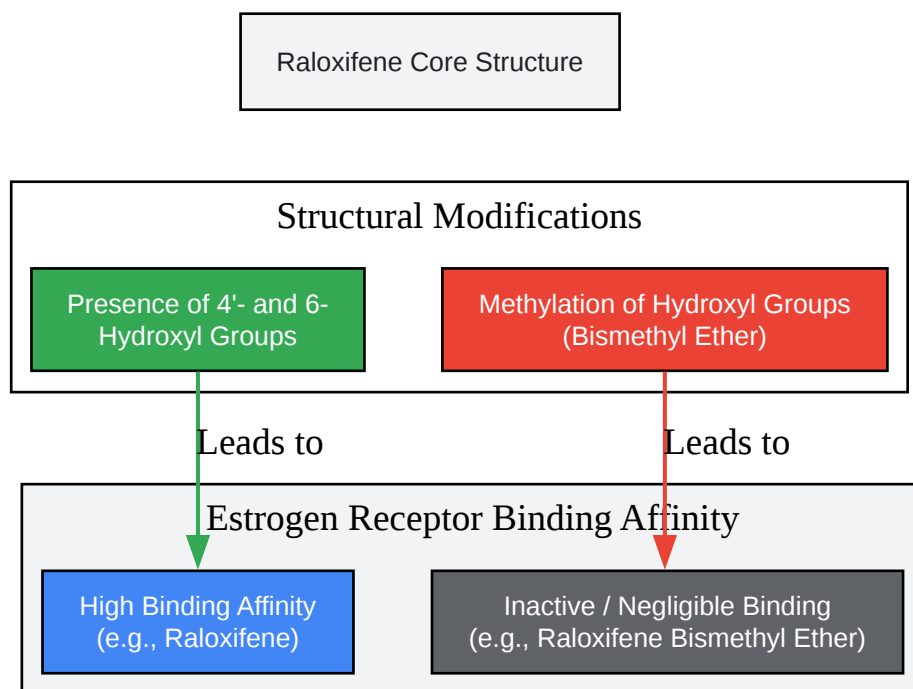 Raloxifene Core Structure
Structural Modifications
Presence of 4'- and 6-
Hydroxyl Groups
Methylation of Hydroxyl Groups
(Bismethyl Ether)
Leads to
Leads to
Estrogen Receptor Binding Affinity
High Binding Affinity
(e.g., Raloxifene)
Inactive / Negligible Binding
(e.g., Raloxifene Bismethyl Ether)